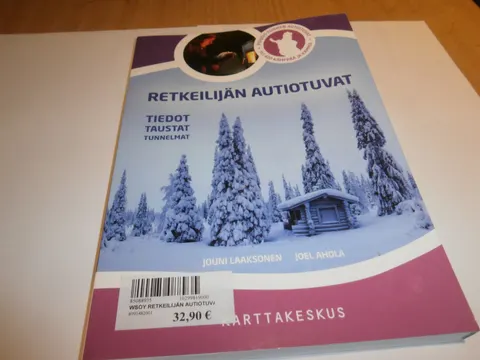 RETKEILIJÄN AUTIOTUVAT
TIEDOT
TAUSTAT
TUNNELMAT
JOUNI LAAKSONEN JOEL AHOLA
WSOY RETKEILIJÄN AUTIOTUV
32,90 €
KARTTAKESKUS